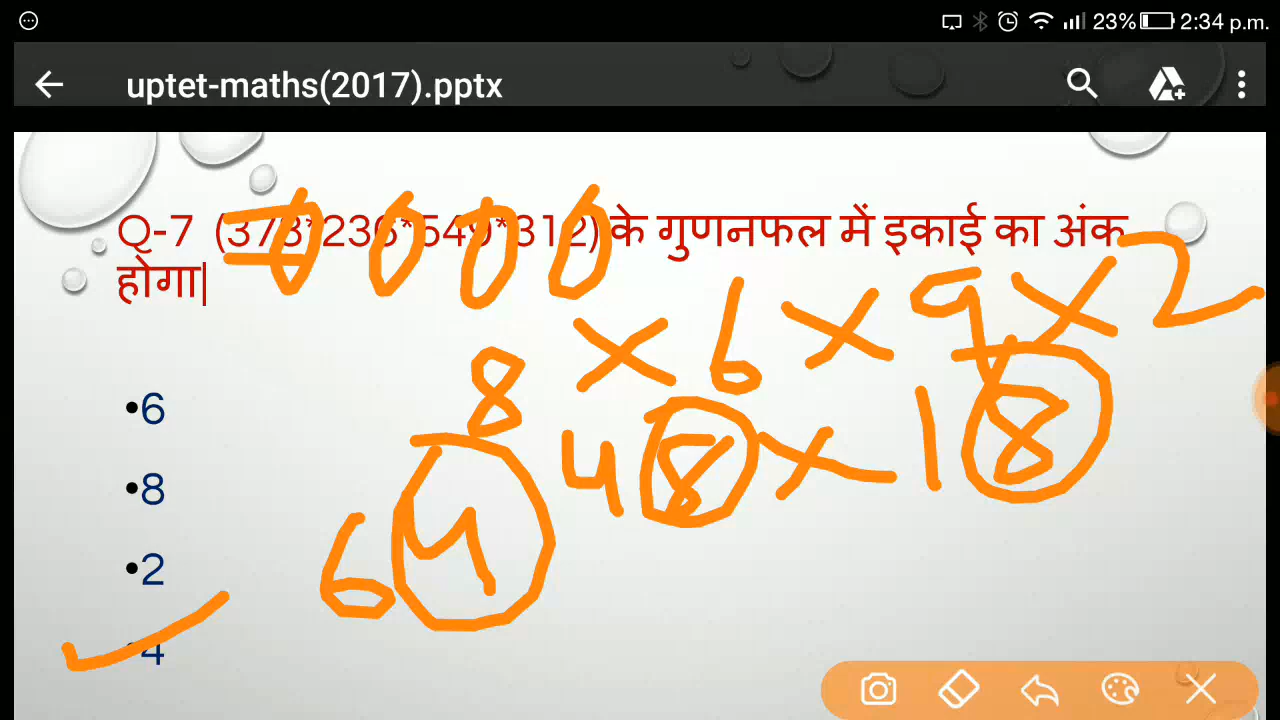 23% 2:34 p.m.
uptet-maths(2017).pptx
Q-7 (378*236*549*312) के गुणनफल में इकाई का अंक
होगा|
8 × 6 × 9 × 2
•6
48 × 18
•8
64
•2
•4